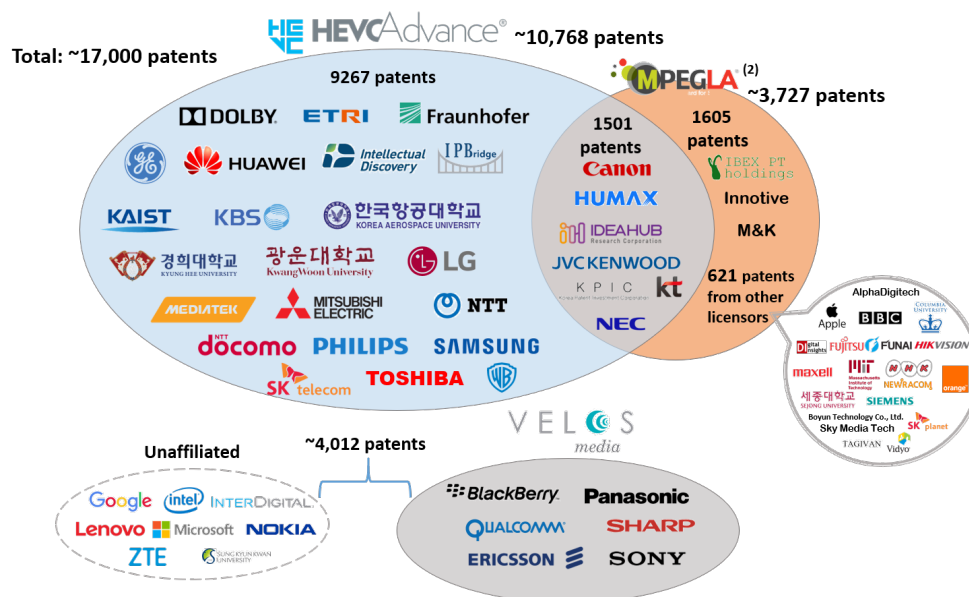 HEVCAdvance®
~10,768 patents
Total: ~17,000 patents
9267 patents
MPEGLA® (2)
~3,727 patents
DOLBY
ETRI
Fraunhofer
1501
patents
1605
patents
GE
HUAWEI
Intellectual
Discovery
IPBridge
Canon
IBEX PT
holdings
HUMAX
Innotive
KAIST
KBS
한국항공대학교
KOREA AEROSPACE UNIVERSITY
IDEAHUB
Research Corporation
M&K
경희대학교
KYUNG HEE UNIVERSITY
광운대학교
KwangWoon University
LG
JVCKENWOOD
KPIC
kt
621 patents
from other
licensors
MEDIATEK
MITSUBISHI
ELECTRIC
NTT
NEC
NTT
docomo
PHILIPS
SAMSUNG
SK
telecom
TOSHIBA
WB
AlphaDigitech
Apple
BBC
COLUMBIA
UNIVERSITY
Digital
Insights
FUJITSU
FUNAI
HIKVISION
maxell
MIT
Massachusetts
Institute of
Technology
NHK
NEWRACOM
orange
세종대학교
SEJONG UNIVERSITY
SIEMENS
Boyun Technology Co., Ltd.
Sky Media Tech
SK
planet
TAGIVAN
Vidyo
VELOS
media
~4,012 patents
Unaffiliated
Google
intel
INTERDIGITAL
Lenovo
Microsoft
NOKIA
ZTE
SUNG KYUN KWAN
UNIVERSITY
BlackBerry
Panasonic
QUALCOMM
SHARP
ERICSSON
SONY